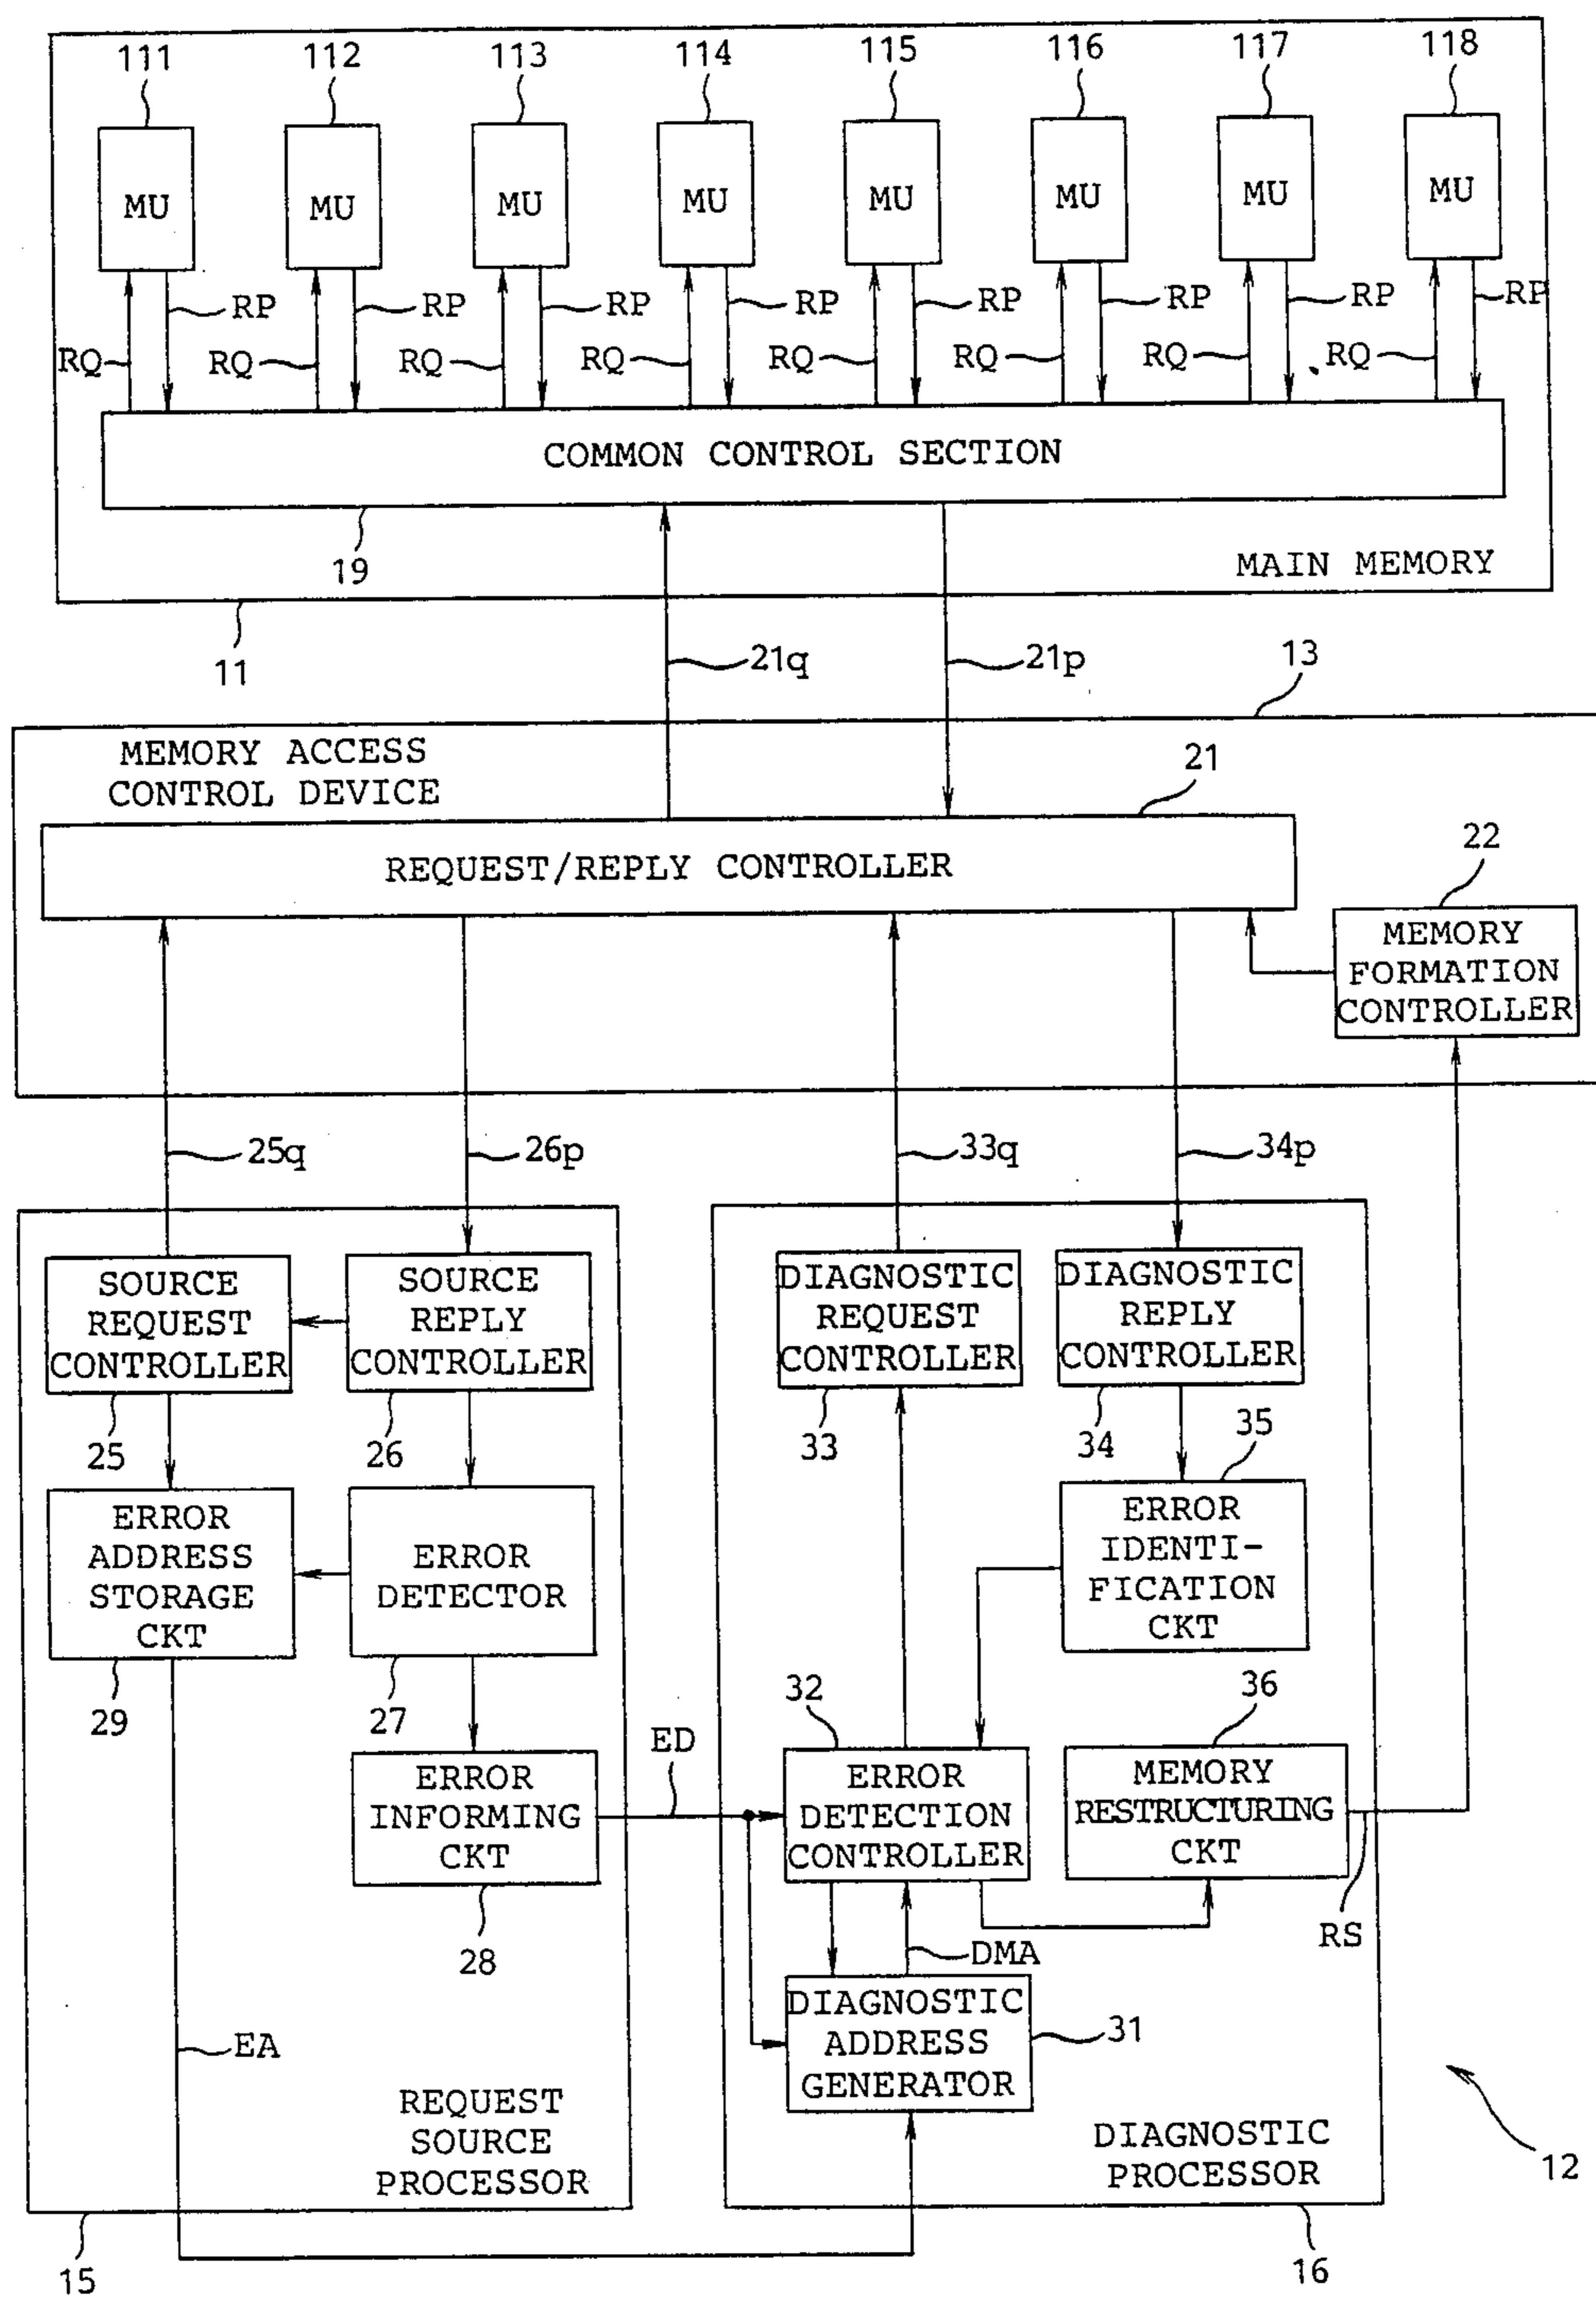 111 112 113 114 115 116 117 118
MU MU MU MU MU MU MU MU
RP RP RP RP RP RP RP RP
RQ RQ RQ RQ RQ RQ RQ RQ
COMMON CONTROL SECTION
19
MAIN MEMORY
11
21q
21p
13
MEMORY ACCESS
CONTROL DEVICE
21
REQUEST/REPLY CONTROLLER
22
MEMORY
FORMATION
CONTROLLER
25q
26p
33q
34p
SOURCE
REQUEST
CONTROLLER
25
SOURCE
REPLY
CONTROLLER
26
DIAGNOSTIC
REQUEST
CONTROLLER
33
DIAGNOSTIC
REPLY
CONTROLLER
34
35
ERROR
ADDRESS
STORAGE
CKT
29
ERROR
DETECTOR
27
ERROR
IDENTI-
FICATION
CKT
32
36
ED
ERROR
INFORMING
CKT
28
ERROR
DETECTION
CONTROLLER
MEMORY
RESTRUCTURING
CKT
RS
DMA
DIAGNOSTIC
ADDRESS
GENERATOR
31
EA
REQUEST
SOURCE
PROCESSOR
DIAGNOSTIC
PROCESSOR
12
15
16